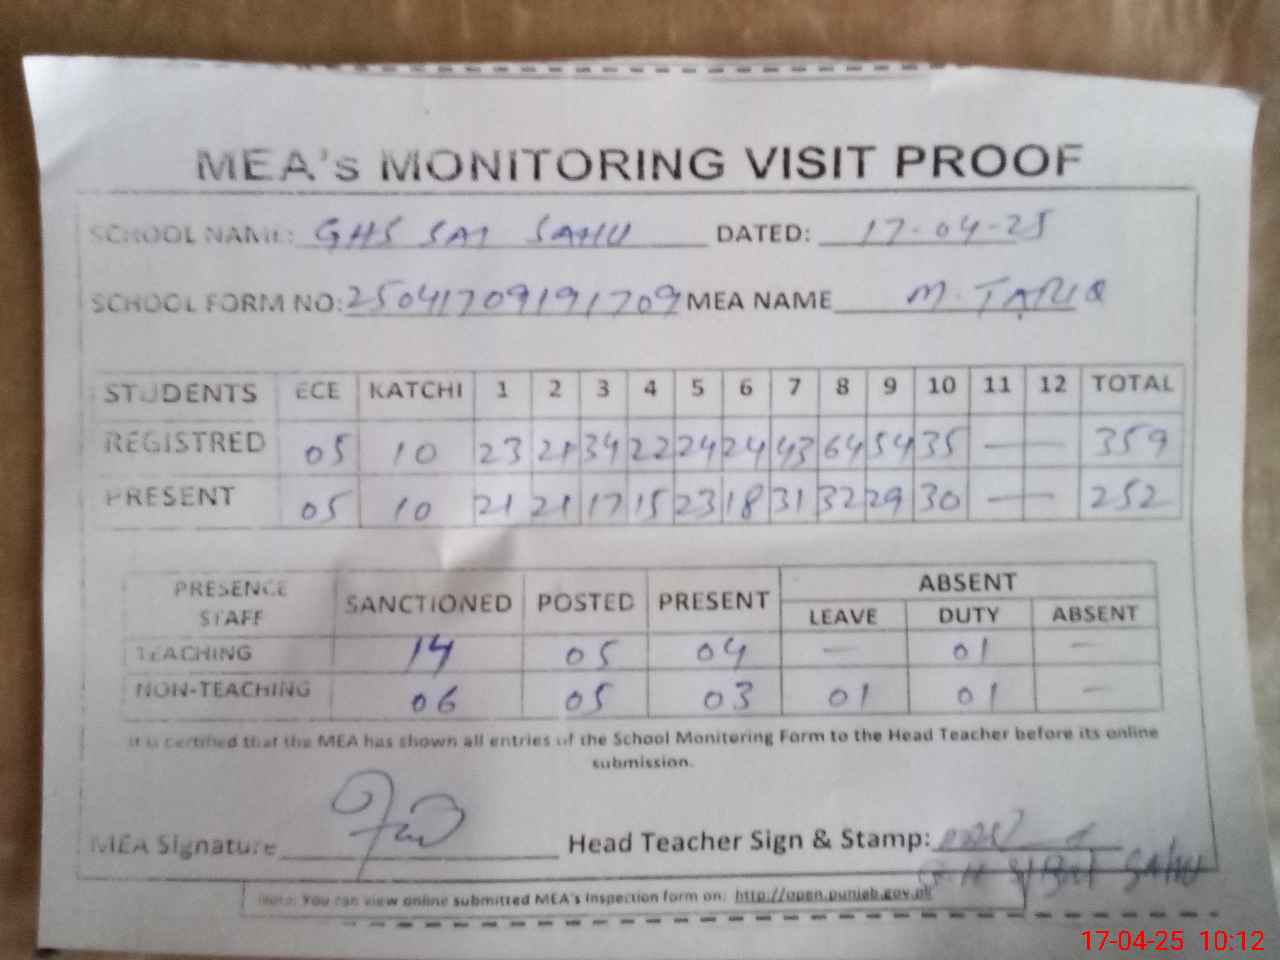 MEA's MONITORING VISIT PROOF
SCHOOL NAME: GHS SAI SAHU DATED: 17-04-25
SCHOOL FORM NO: 25041709191709 MEA NAME M. TARIQ
STUDENTS ECE KATCHI 1 2 3 4 5 6 7 8 9 10 11 12 TOTAL
REGISTRED 05 10 23 21 34 22 24 24 43 64 54 35 — — 359
PRESENT 05 10 21 21 17 15 23 18 31 32 29 30 — — 252
PRESENCE STAFF SANCTIONED POSTED PRESENT ABSENT
LEAVE DUTY ABSENT
TEACHING 14 05 04 — 01 —
NON-TEACHING 06 05 03 01 01 —
It is certified that the MEA has shown all entries of the School Monitoring Form to the Head Teacher before its online
submission.
MEA Signature Head Teacher Sign & Stamp:
SAHU
Note: You can view online submitted MEA's Inspection form on: http://open.punjab.gov.pk
17-04-25 10:12